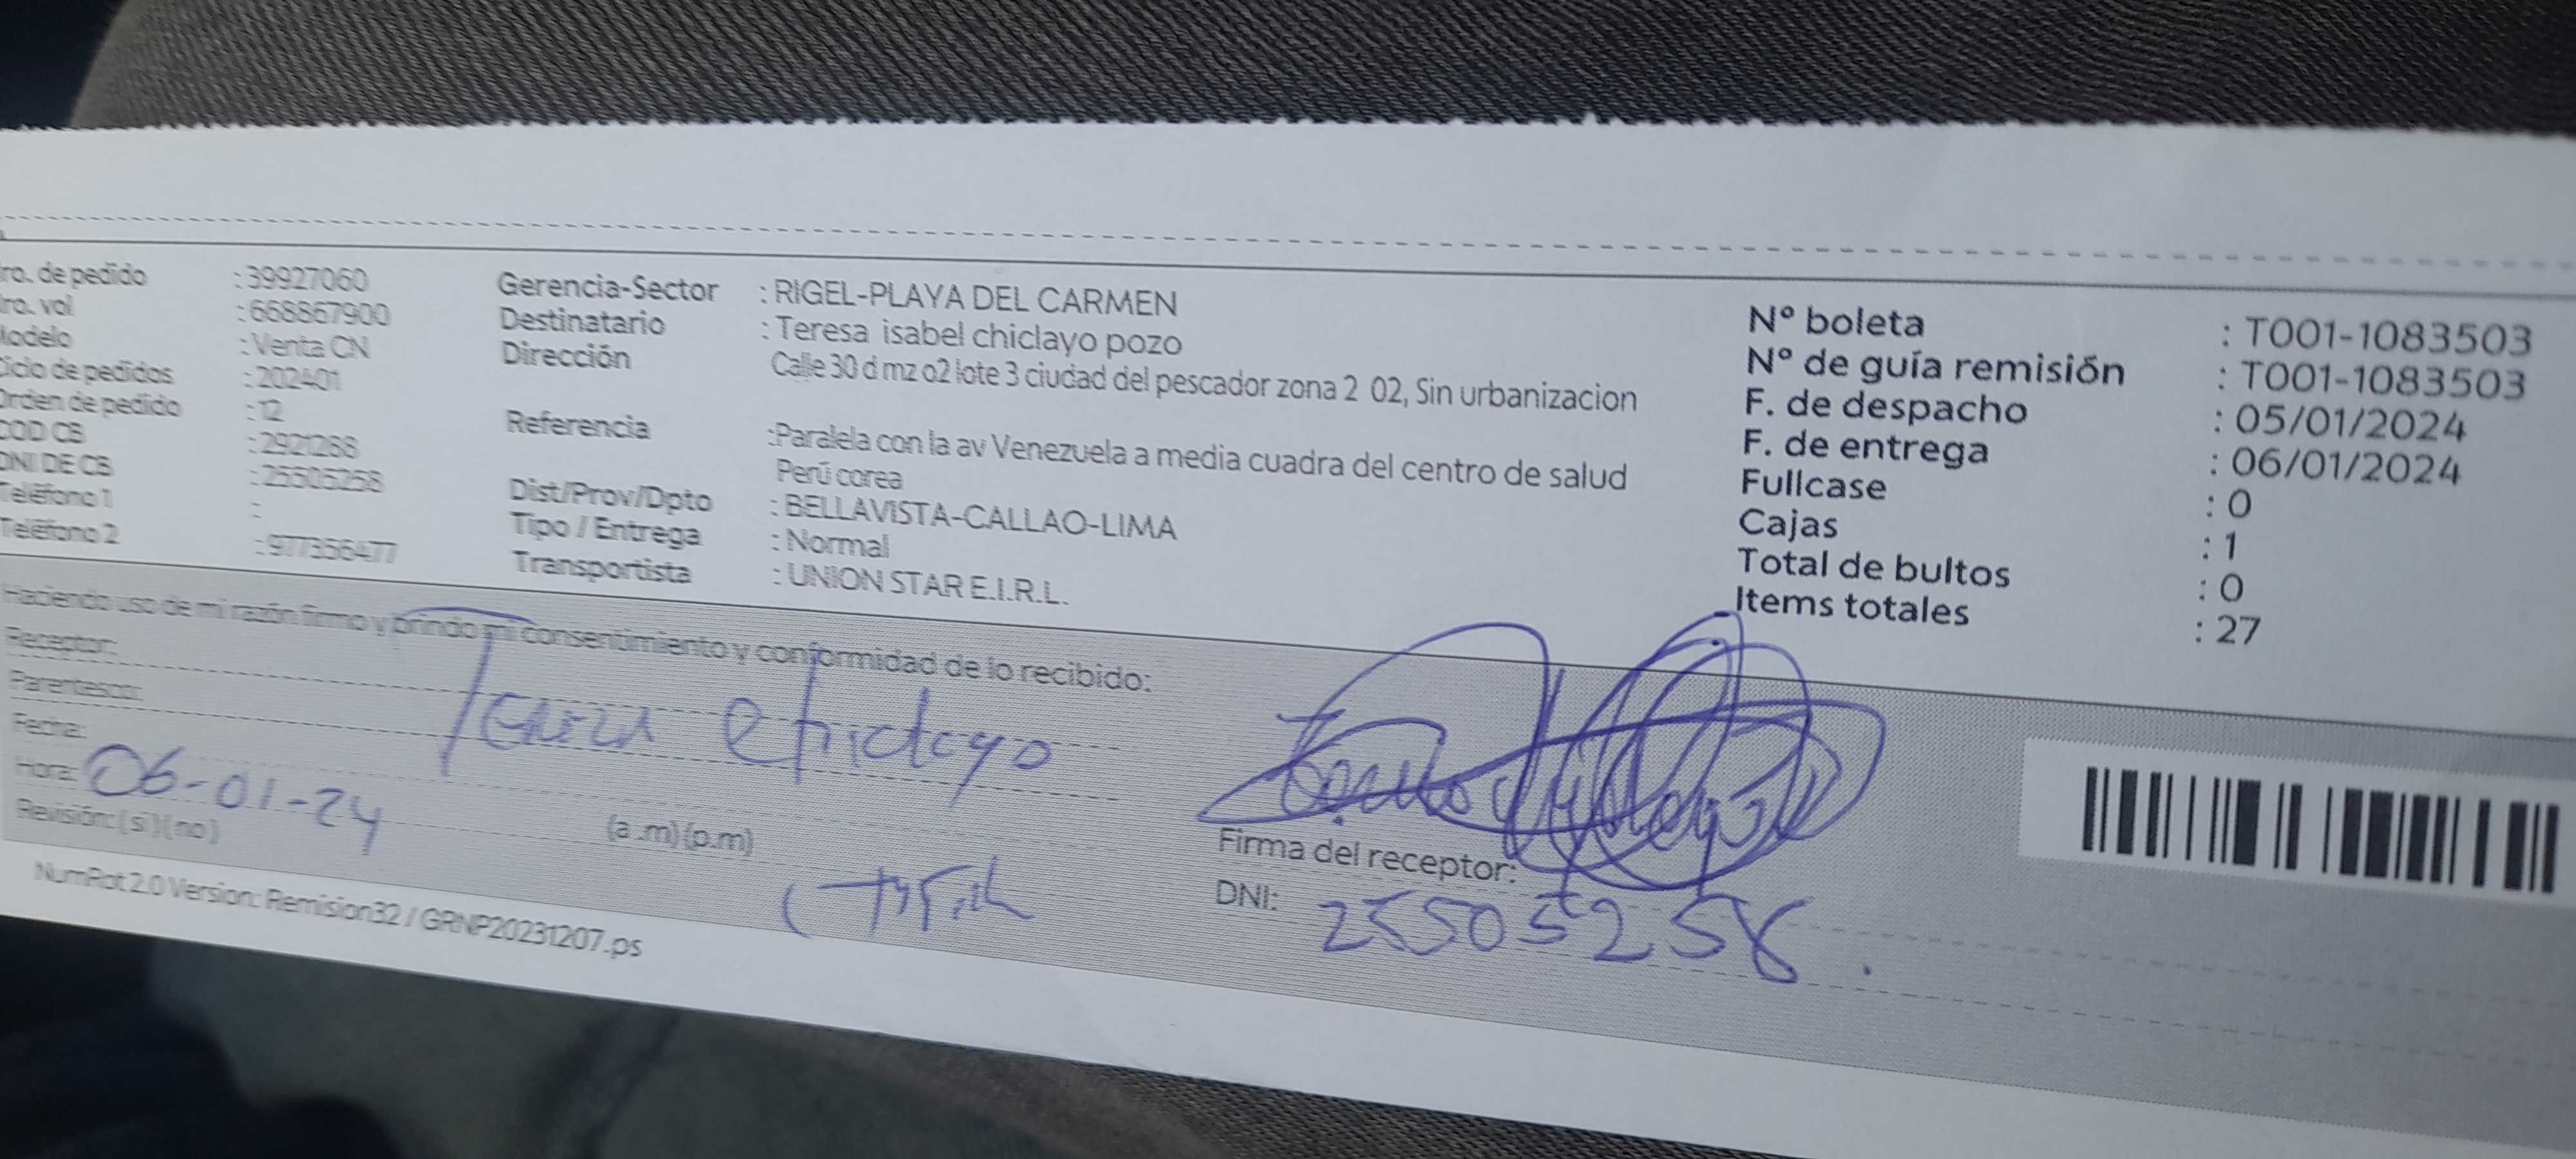 ro. de pedido : 39927060
ro. vol : 668867900
Modelo : Venta CN
Ciclo de pedidos : 202401
Orden de pedido : 12
COD CB : 2921268
DNI DE CB : 25505258
Teléfono 1 :
Teléfono 2 : 977356477
Gerencia-Sector : RIGEL-PLAYA DEL CARMEN
Destinatario : Teresa isabel chiclayo pozo
Dirección Calle 30 d mz o2 lote 3 ciudad del pescador zona 2 02, Sin urbanizacion
Referencia :Paralela con la av Venezuela a media cuadra del centro de salud
Perú corea
Dist/Prov/Dpto : BELLAVISTA-CALLAO-LIMA
Tipo / Entrega : Normal
Transportista : UNION STAR E.I.R.L.
N° boleta : T001-1083503
N° de guía remisión : T001-1083503
F. de despacho : 05/01/2024
F. de entrega : 06/01/2024
Fullcase : 0
Cajas : 1
Total de bultos : 0
Items totales : 27
Haciendo uso de mi razón firmo y brindo mi consentimiento y conformidad de lo recibido:
Receptor:
Parentesco: Teresa chiclayo
Fecha:
Hora: 06-01-24 (a .m) (p.m)
Revisión: ( si ) ( no )
Firma del receptor:
DNI: 25505258.
NumRot 2.0 Version: Remision32 / GRNP20231207.ps